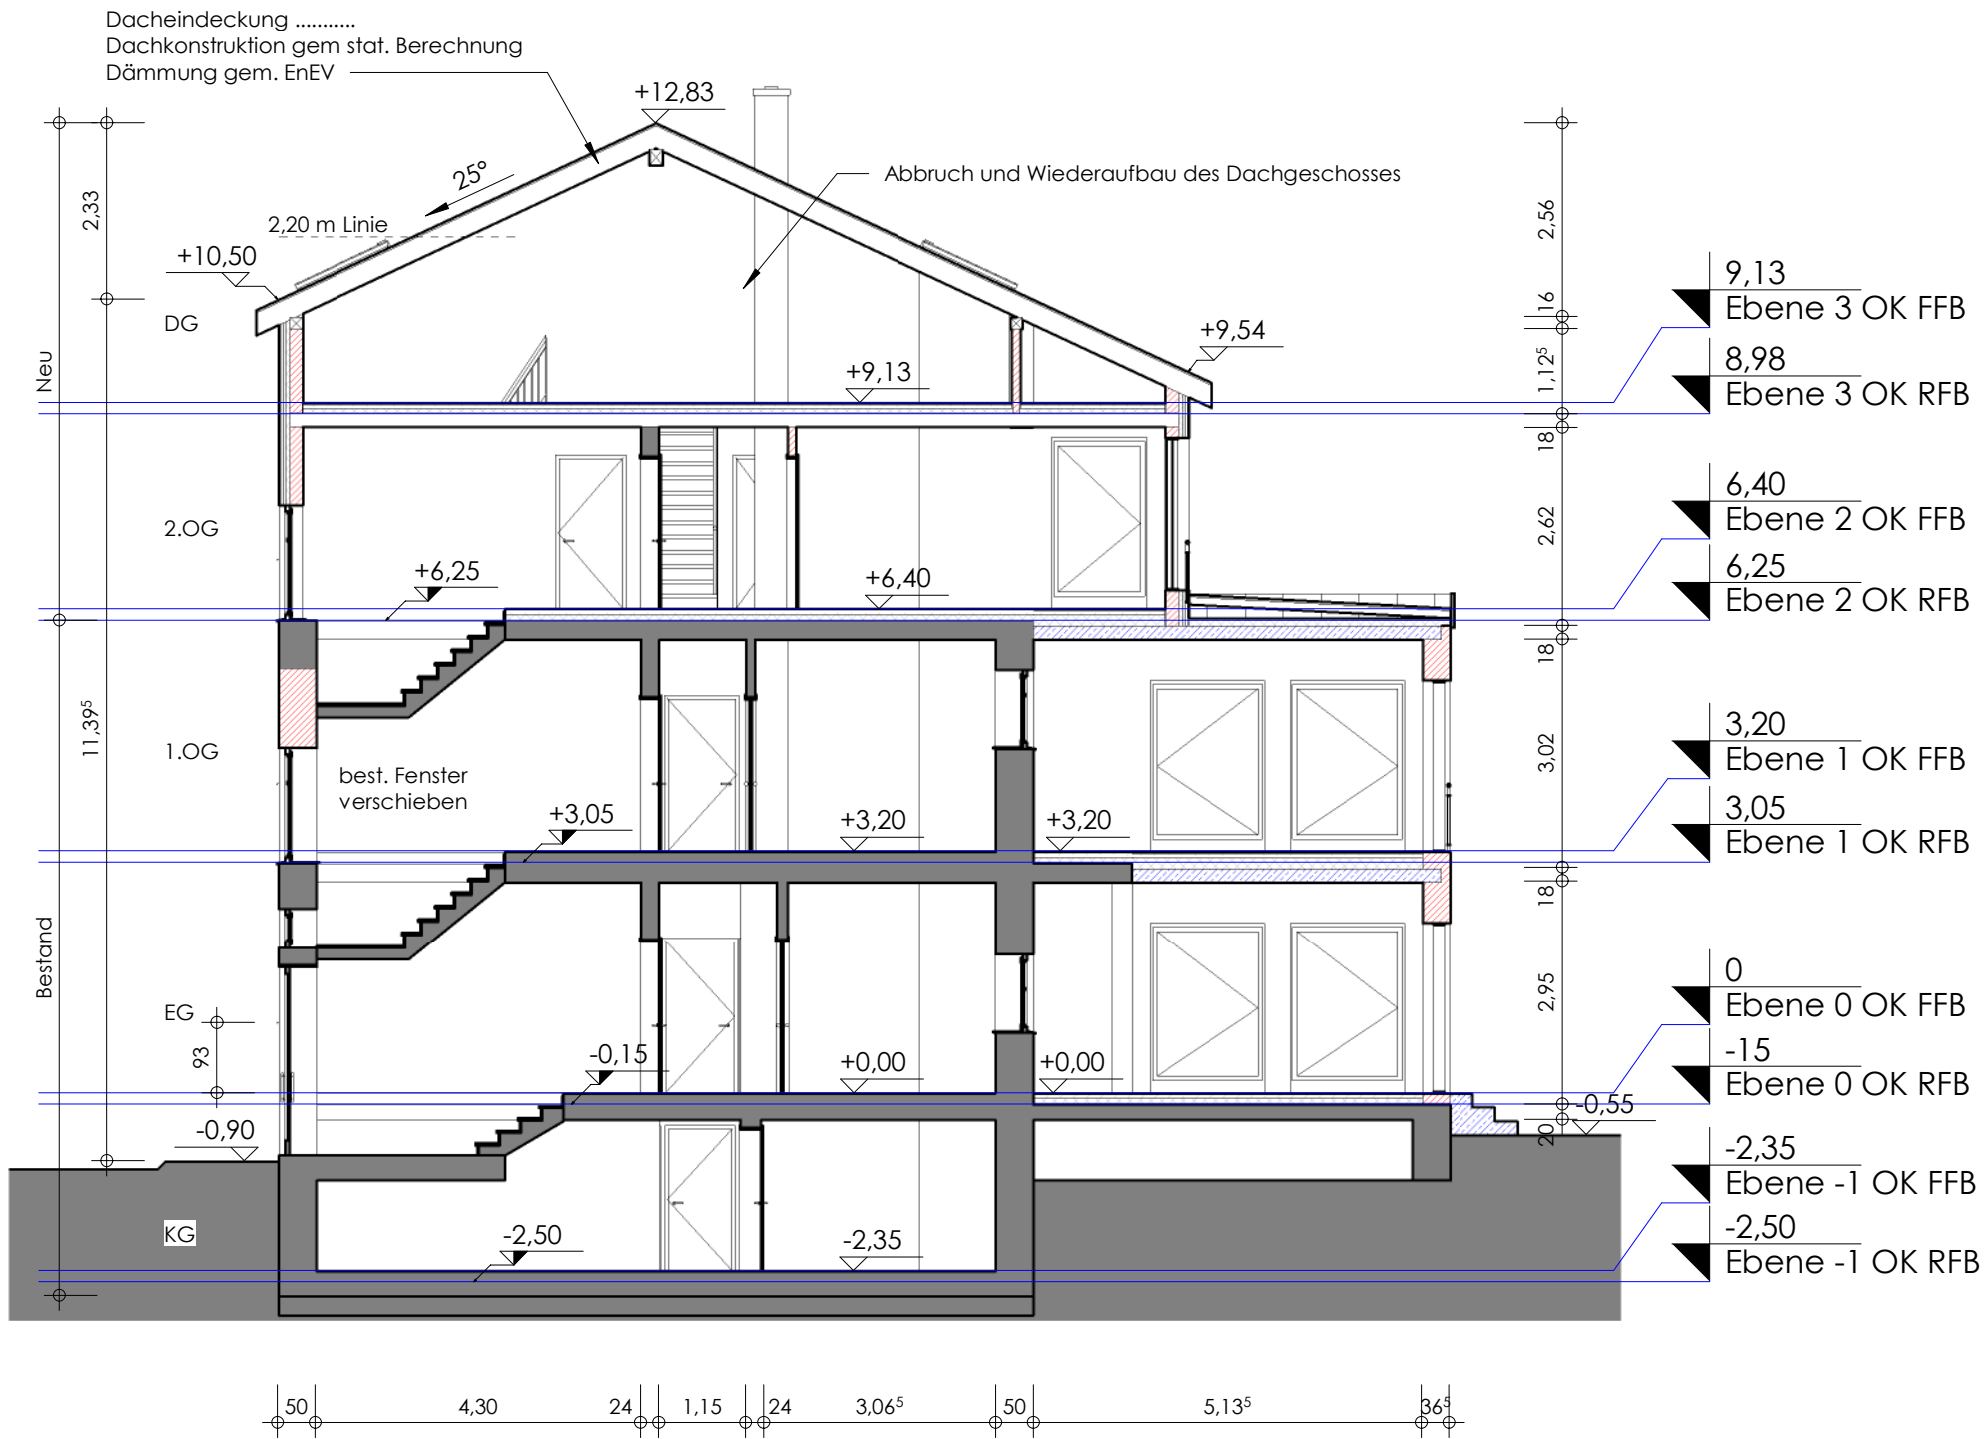 Dacheindeckung ...........
Dachkonstruktion gem stat. Berechnung
Dämmung gem. EnEV
+12,83
25°
Abbruch und Wiederaufbau des Dachgeschosses
2,33
2,20 m Linie
2,56
+10,50
9,13
Ebene 3 OK FFB
16
DG
+9,54
Neu
+9,13
1,12⁵
8,98
Ebene 3 OK RFB
18
2.OG
2,62
6,40
Ebene 2 OK FFB
+6,25
+6,40
6,25
Ebene 2 OK RFB
18
11,39⁵
1.OG
3,02
3,20
Ebene 1 OK FFB
best. Fenster
verschieben
+3,05
+3,20
+3,20
3,05
Ebene 1 OK RFB
18
Bestand
2,95
0
Ebene 0 OK FFB
EG
93
-0,15
+0,00
+0,00
-15
Ebene 0 OK RFB
-0,55
-0,90
20
-2,35
Ebene -1 OK FFB
KG
-2,50
-2,35
-2,50
Ebene -1 OK RFB
50
4,30
24
1,15
24
3,06⁵
50
5,13⁵
36⁵